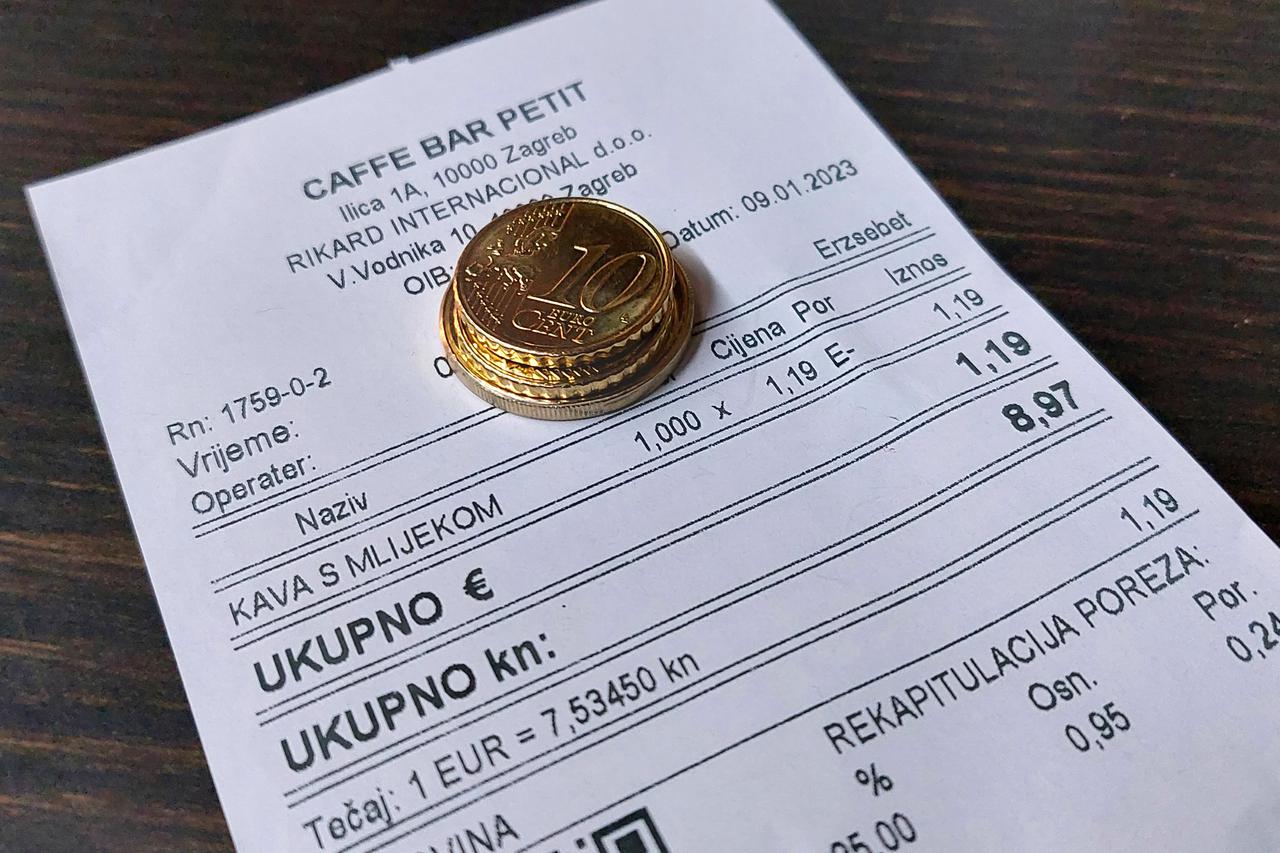 CAFFE BAR PETIT
Ilica 1A, 10000 Zagreb
RIKARD INTERNACIONAL d.o.o.
V.Vodnika 10, Zagreb
OIB:
Rn: 1759-0-2 Datum: 09.01.2023
Vrijeme:
Operater: Erzsebet
Naziv Cijena Por Iznos
KAVA S MLIJEKOM 1,000 x 1,19 E- 1,19
UKUPNO € 1,19
UKUPNO kn: 8,97
Tečaj: 1 EUR = 7,53450 kn
1,19
REKAPITULACIJA POREZA:
% Osn. Por.
25,00 0,95 0,24
10
EURO
CENT